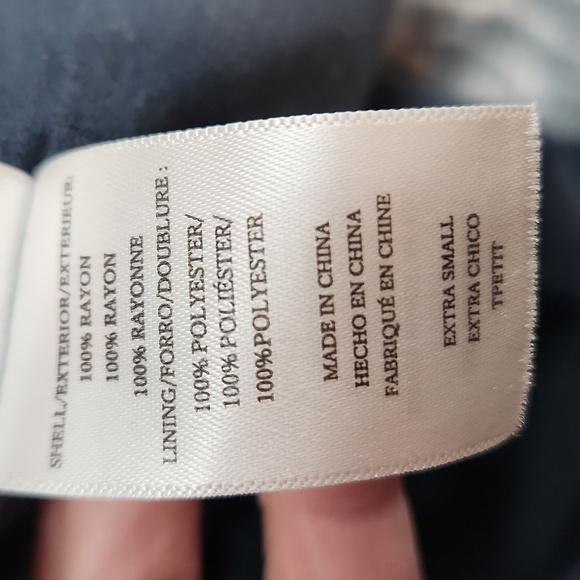 SHELL/EXTERIOR/EXTERIEUR:
100% RAYON
100% RAYON
100% RAYONNE
LINING/FORRO/DOUBLURE :
100% POLYESTER/
100% POLIÉSTER/
100%POLYESTER
MADE IN CHINA
HECHO EN CHINA
FABRIQUÉ EN CHINE
EXTRA SMALL
EXTRA CHICO
TPETIT